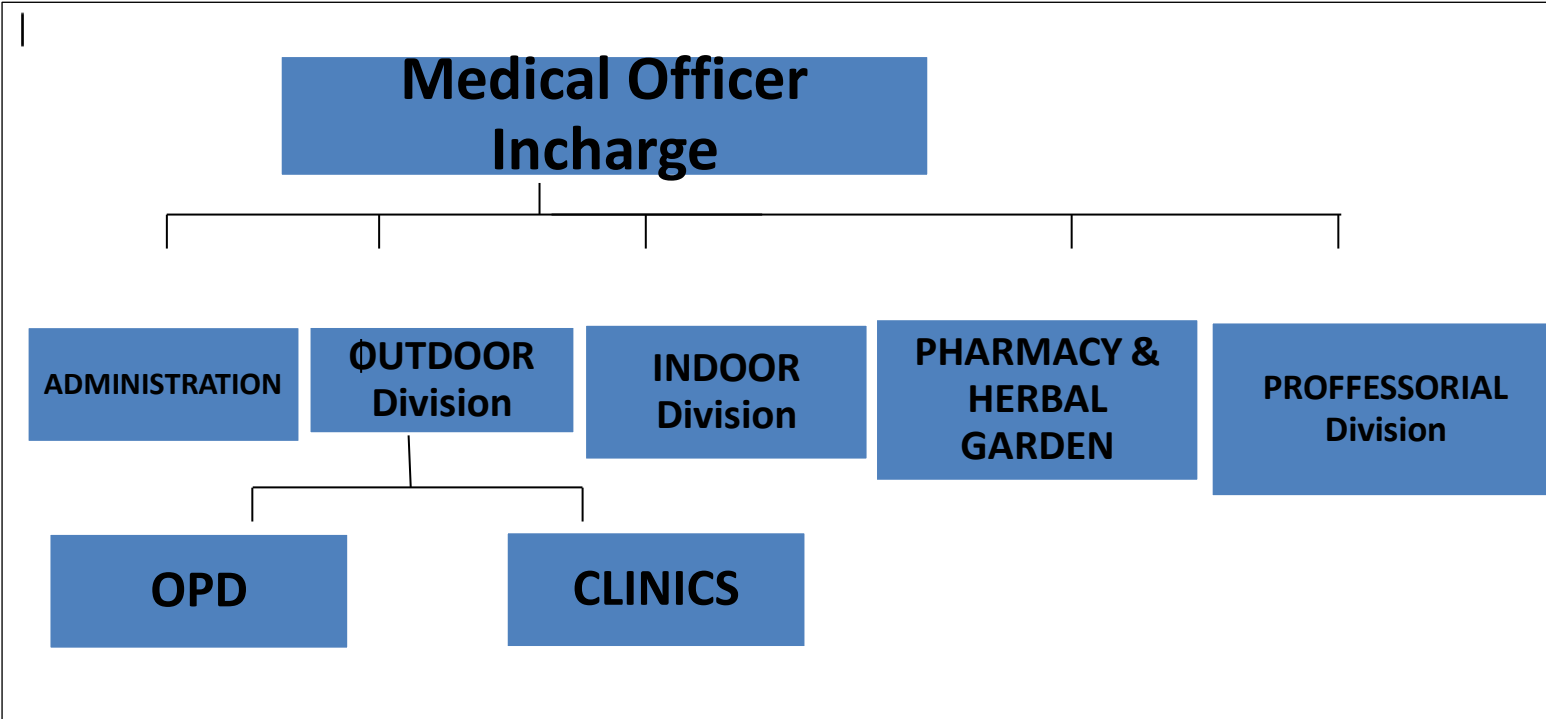 Medical Officer
Incharge
ADMINISTRATION
OUTDOOR
Division
INDOOR
Division
PHARMACY &
HERBAL
GARDEN
PROFFESSORIAL
Division
OPD
CLINICS